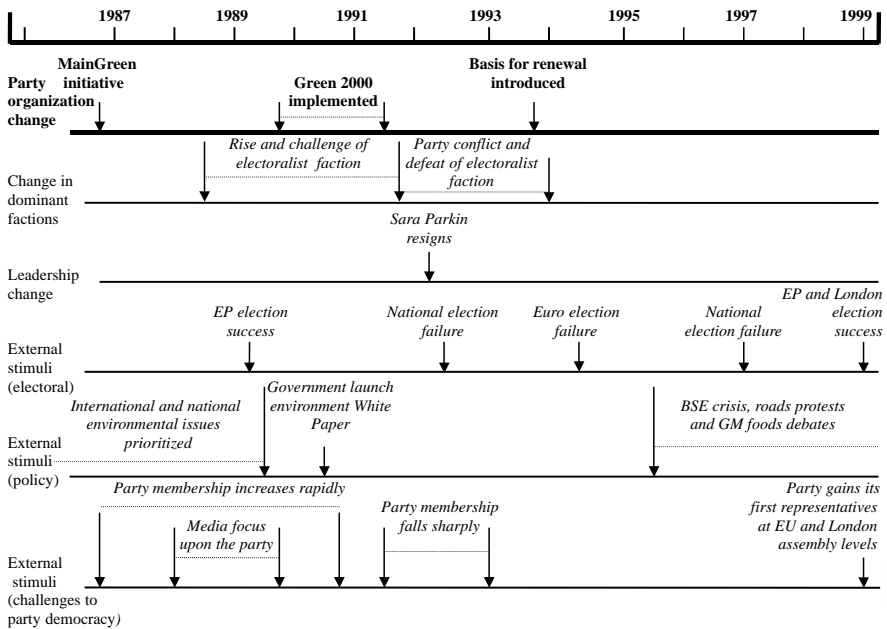 1987 1989 1991 1993 1995 1997 1999
MainGreen
initiative
Party
organization
change
Green 2000
implemented
Basis for renewal
introduced
Rise and challenge of
electoralist faction
Party conflict and
defeat of electoralist
faction
Change in
dominant
factions
Sara Parkin
resigns
Leadership
change
EP election
success
National election
failure
Euro election
failure
National
election failure
EP and London
election
success
External
stimuli
(electoral)
International and national
environmental issues
prioritized
Government launch
environment White
Paper
BSE crisis, roads protests
and GM foods debates
External
stimuli
(policy)
Party membership increases rapidly
Media focus
upon the party
Party membership
falls sharply
Party gains its
first representatives
at EU and London
assembly levels
External
stimuli
(challenges to
party democracy)